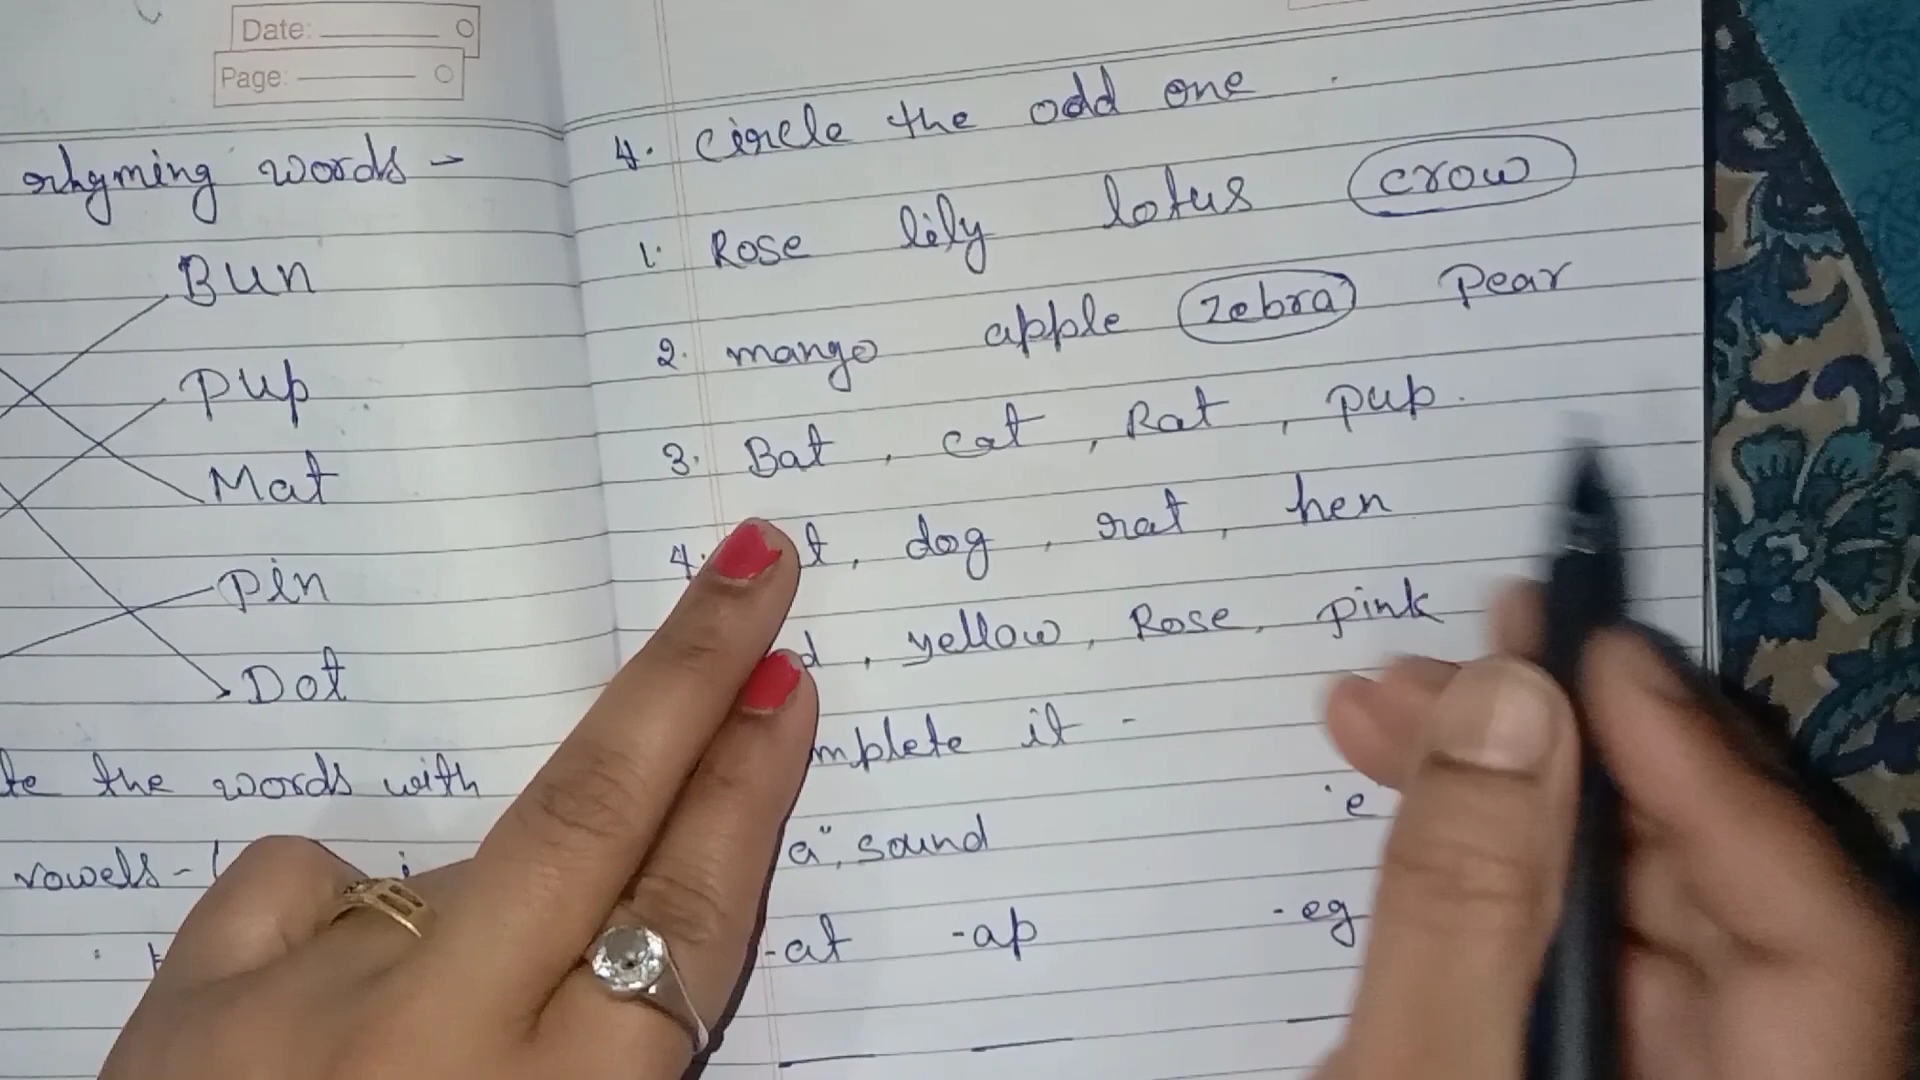 Date:
Page:
rhyming words -
Bun
Pup
Mat
Pin
Dot
the words with
vowels - (
4. Circle the odd one.
1. Rose lily lotus crow
2. mango apple zebra Pear
3. Bat, cat, Rat, pup.
4. dog, rat, hen
yellow, Rose, pink
mplete it -
"a", sound 'e
-at -ap -eg